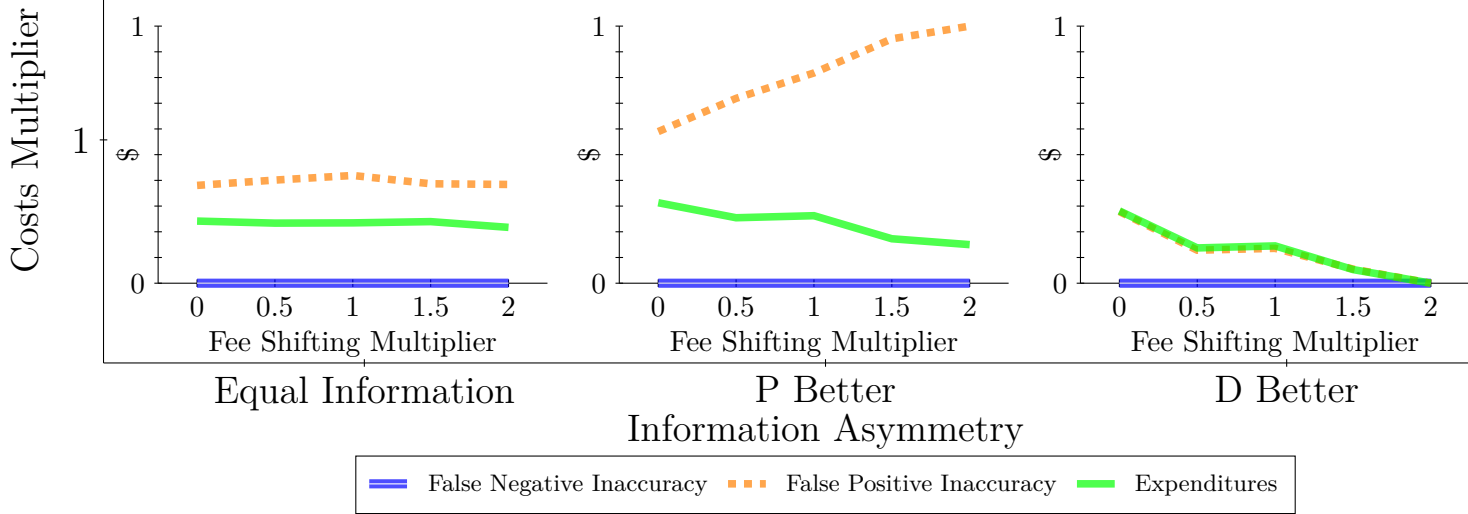 Costs Multiplier
1
1
$
0
0 0.5 1 1.5 2
Fee Shifting Multiplier
1
$
0
0 0.5 1 1.5 2
Fee Shifting Multiplier
1
$
0
0 0.5 1 1.5 2
Fee Shifting Multiplier
Equal Information P Better D Better
Information Asymmetry
False Negative Inaccuracy False Positive Inaccuracy Expenditures